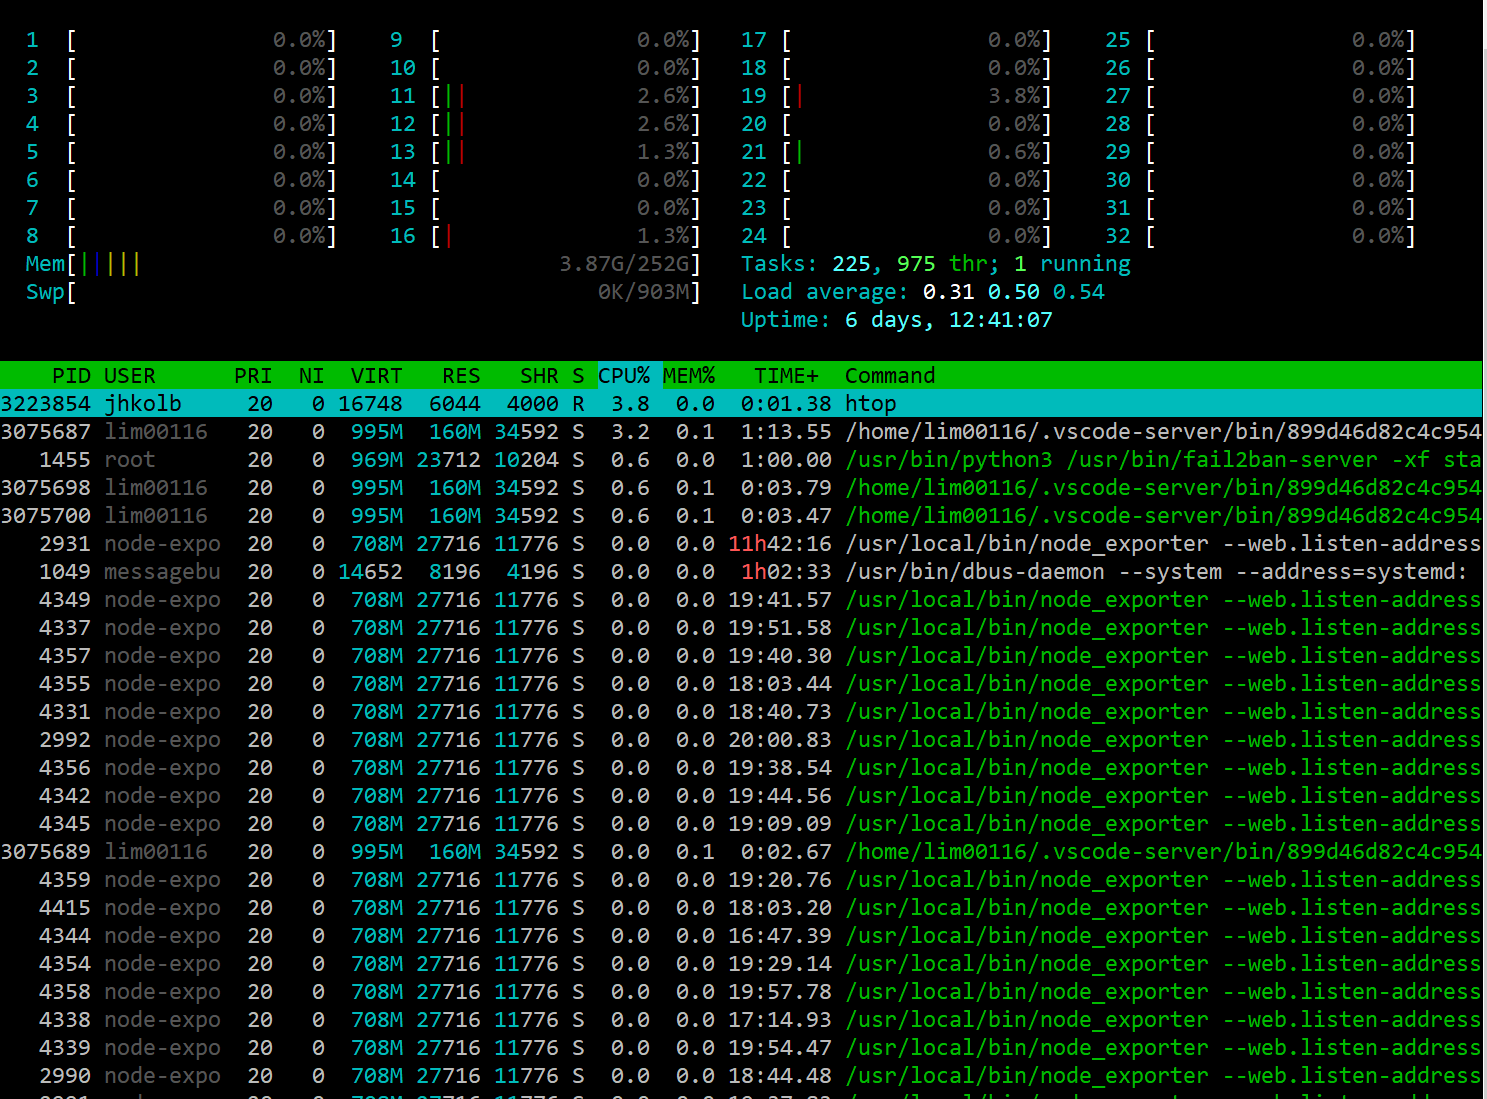 1 [ 0.0%] 9 [ 0.0%] 17 [ 0.0%] 25 [ 0.0%]
2 [ 0.0%] 10 [ 0.0%] 18 [ 0.0%] 26 [ 0.0%]
3 [ 0.0%] 11 [|| 2.6%] 19 [| 3.8%] 27 [ 0.0%]
4 [ 0.0%] 12 [|| 2.6%] 20 [ 0.0%] 28 [ 0.0%]
5 [ 0.0%] 13 [|| 1.3%] 21 [| 0.6%] 29 [ 0.0%]
6 [ 0.0%] 14 [ 0.0%] 22 [ 0.0%] 30 [ 0.0%]
7 [ 0.0%] 15 [ 0.0%] 23 [ 0.0%] 31 [ 0.0%]
8 [ 0.0%] 16 [| 1.3%] 24 [ 0.0%] 32 [ 0.0%]
Mem[||||| 3.87G/252G] Tasks: 225, 975 thr; 1 running
Swp[ 0K/903M] Load average: 0.31 0.50 0.54
Uptime: 6 days, 12:41:07
PID USER PRI NI VIRT RES SHR S CPU% MEM% TIME+ Command
3223854 jhkolb 20 0 16748 6044 4000 R 3.8 0.0 0:01.38 htop
3075687 lim00116 20 0 995M 160M 34592 S 3.2 0.1 1:13.55 /home/lim00116/.vscode-server/bin/899d46d82c4c954
1455 root 20 0 969M 23712 10204 S 0.6 0.0 1:00.00 /usr/bin/python3 /usr/bin/fail2ban-server -xf sta
3075698 lim00116 20 0 995M 160M 34592 S 0.6 0.1 0:03.79 /home/lim00116/.vscode-server/bin/899d46d82c4c954
3075700 lim00116 20 0 995M 160M 34592 S 0.6 0.1 0:03.47 /home/lim00116/.vscode-server/bin/899d46d82c4c954
2931 node-expo 20 0 708M 27716 11776 S 0.0 0.0 11h42:16 /usr/local/bin/node_exporter --web.listen-address
1049 messagebu 20 0 14652 8196 4196 S 0.0 0.0 1h02:33 /usr/bin/dbus-daemon --system --address=systemd:
4349 node-expo 20 0 708M 27716 11776 S 0.0 0.0 19:41.57 /usr/local/bin/node_exporter --web.listen-address
4337 node-expo 20 0 708M 27716 11776 S 0.0 0.0 19:51.58 /usr/local/bin/node_exporter --web.listen-address
4357 node-expo 20 0 708M 27716 11776 S 0.0 0.0 19:40.30 /usr/local/bin/node_exporter --web.listen-address
4355 node-expo 20 0 708M 27716 11776 S 0.0 0.0 18:03.44 /usr/local/bin/node_exporter --web.listen-address
4331 node-expo 20 0 708M 27716 11776 S 0.0 0.0 18:40.73 /usr/local/bin/node_exporter --web.listen-address
2992 node-expo 20 0 708M 27716 11776 S 0.0 0.0 20:00.83 /usr/local/bin/node_exporter --web.listen-address
4356 node-expo 20 0 708M 27716 11776 S 0.0 0.0 19:38.54 /usr/local/bin/node_exporter --web.listen-address
4342 node-expo 20 0 708M 27716 11776 S 0.0 0.0 19:44.56 /usr/local/bin/node_exporter --web.listen-address
4345 node-expo 20 0 708M 27716 11776 S 0.0 0.0 19:09.09 /usr/local/bin/node_exporter --web.listen-address
3075689 lim00116 20 0 995M 160M 34592 S 0.0 0.1 0:02.67 /home/lim00116/.vscode-server/bin/899d46d82c4c954
4359 node-expo 20 0 708M 27716 11776 S 0.0 0.0 19:20.76 /usr/local/bin/node_exporter --web.listen-address
4415 node-expo 20 0 708M 27716 11776 S 0.0 0.0 18:03.20 /usr/local/bin/node_exporter --web.listen-address
4344 node-expo 20 0 708M 27716 11776 S 0.0 0.0 16:47.39 /usr/local/bin/node_exporter --web.listen-address
4354 node-expo 20 0 708M 27716 11776 S 0.0 0.0 19:29.14 /usr/local/bin/node_exporter --web.listen-address
4358 node-expo 20 0 708M 27716 11776 S 0.0 0.0 19:57.78 /usr/local/bin/node_exporter --web.listen-address
4338 node-expo 20 0 708M 27716 11776 S 0.0 0.0 17:14.93 /usr/local/bin/node_exporter --web.listen-address
4339 node-expo 20 0 708M 27716 11776 S 0.0 0.0 19:54.47 /usr/local/bin/node_exporter --web.listen-address
2990 node-expo 20 0 708M 27716 11776 S 0.0 0.0 18:44.48 /usr/local/bin/node_exporter --web.listen-address